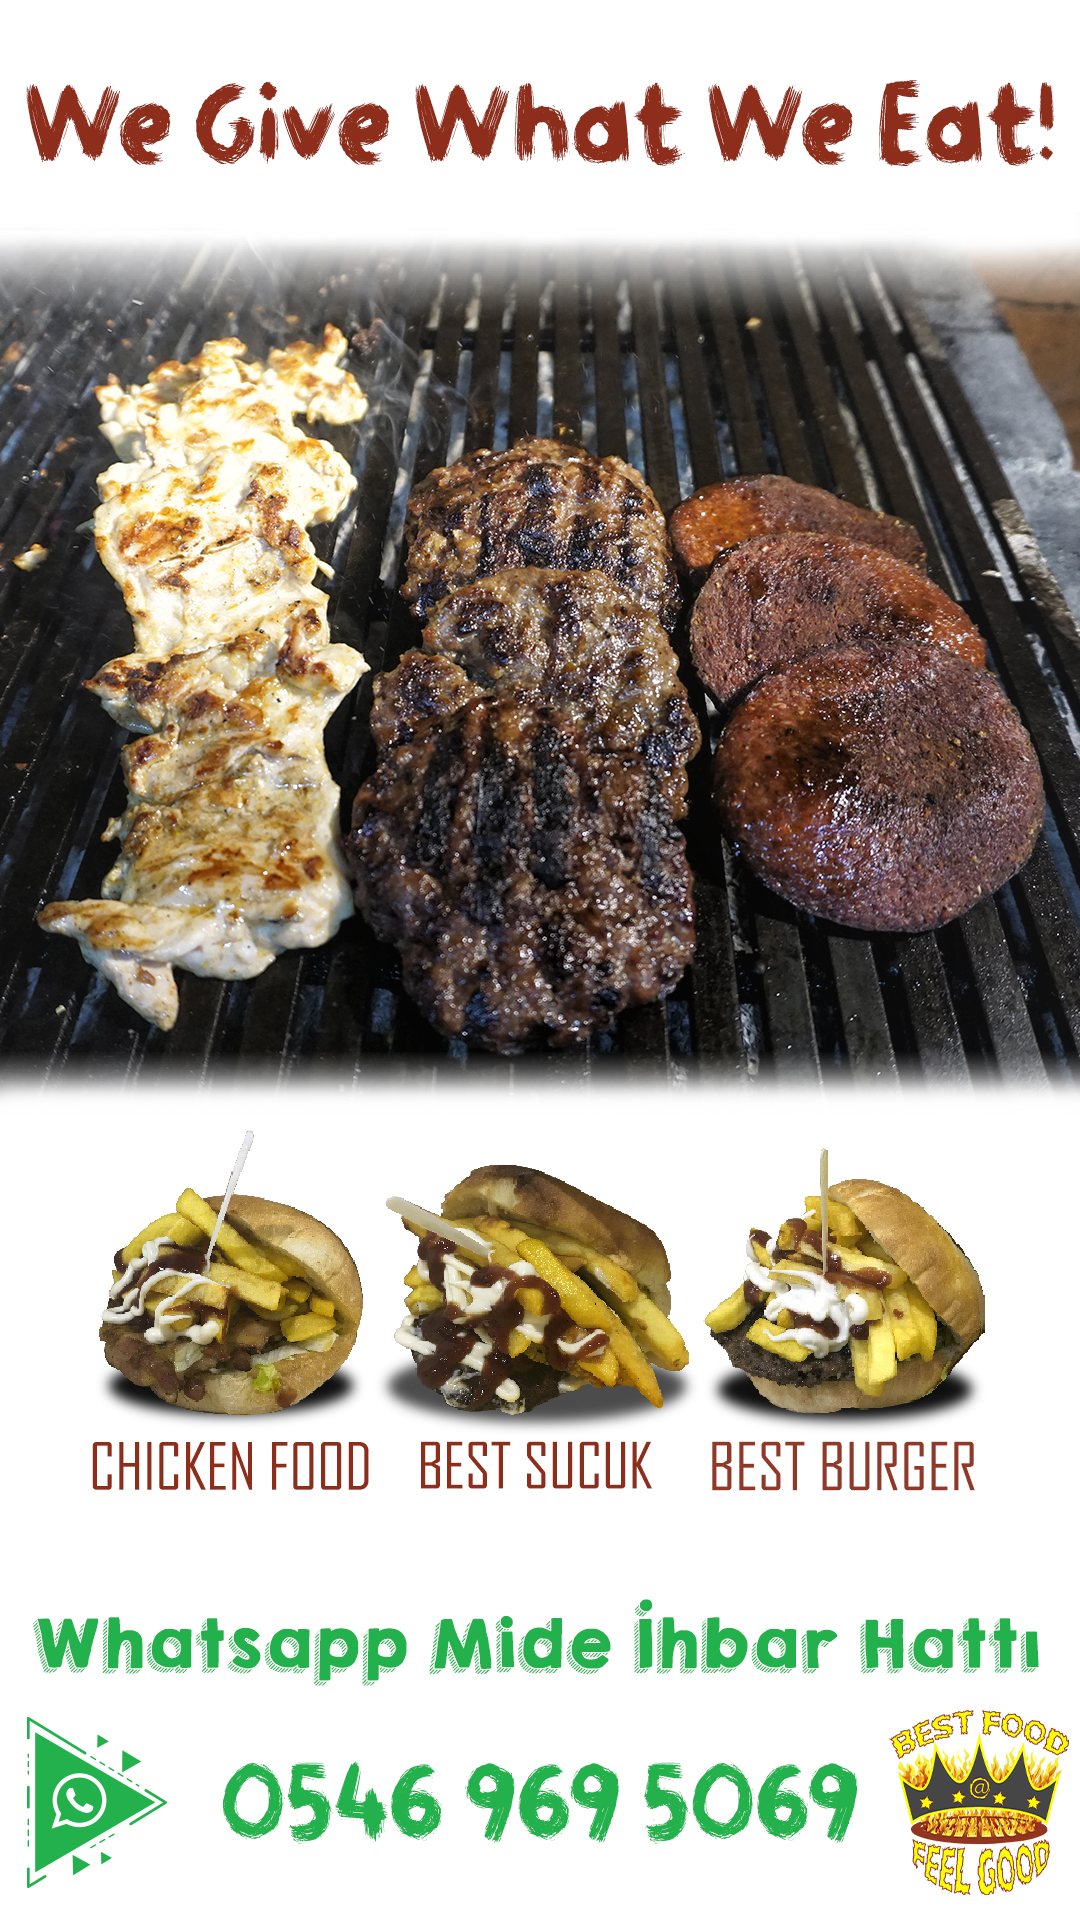 We Give What We Eat!
CHICKEN FOOD
BEST SUCUK
BEST BURGER
Whatsapp Mide İhbar Hattı
0546 969 5069
BEST FOOD
@
FEEL GOOD